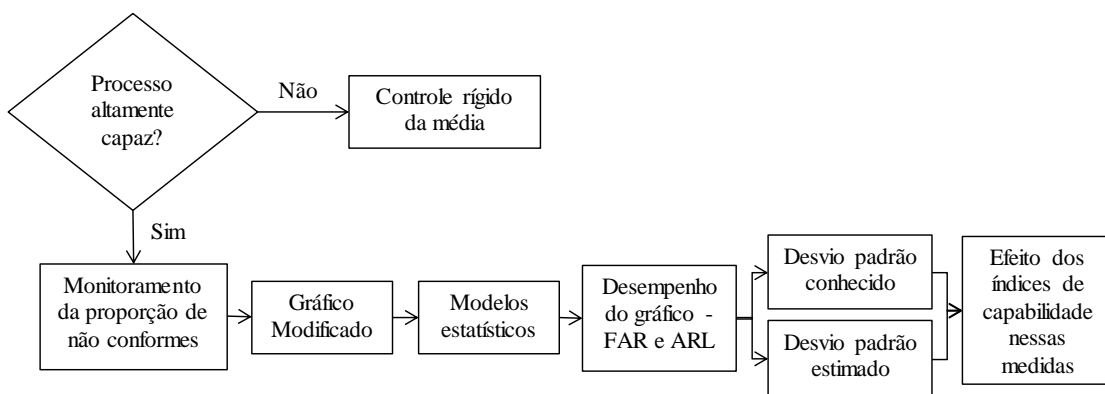 Processo
altamente
capaz?
Não
Controle rígido
da média
Sim
Monitoramento
da proporção de
não conformes
Gráfico
Modificado
Modelos
estatísticos
Desempenho
do gráfico -
FAR e ARL
Desvio padrão
conhecido
Desvio padrão
estimado
Efeito dos
índices de
capabilidade
nessas
medidas